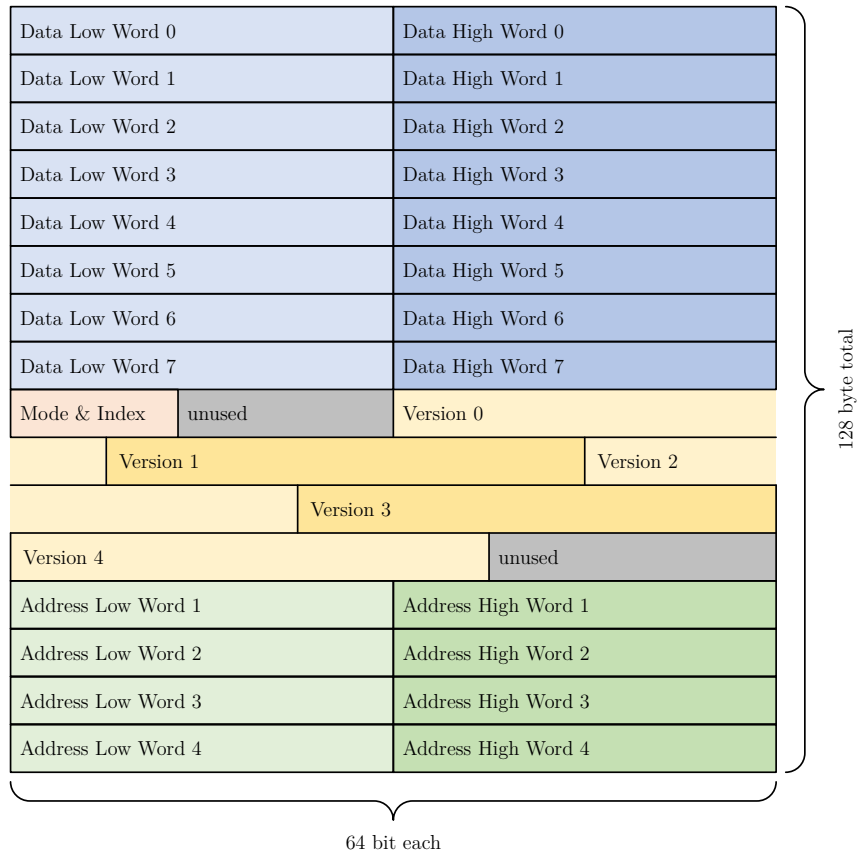 Data Low Word 0 Data High Word 0
Data Low Word 1 Data High Word 1
Data Low Word 2 Data High Word 2
Data Low Word 3 Data High Word 3
Data Low Word 4 Data High Word 4
Data Low Word 5 Data High Word 5
Data Low Word 6 Data High Word 6
Data Low Word 7 Data High Word 7
Mode & Index unused Version 0
Version 1 Version 2
Version 3
Version 4 unused
Address Low Word 1 Address High Word 1
Address Low Word 2 Address High Word 2
Address Low Word 3 Address High Word 3
Address Low Word 4 Address High Word 4
128 byte total
64 bit each